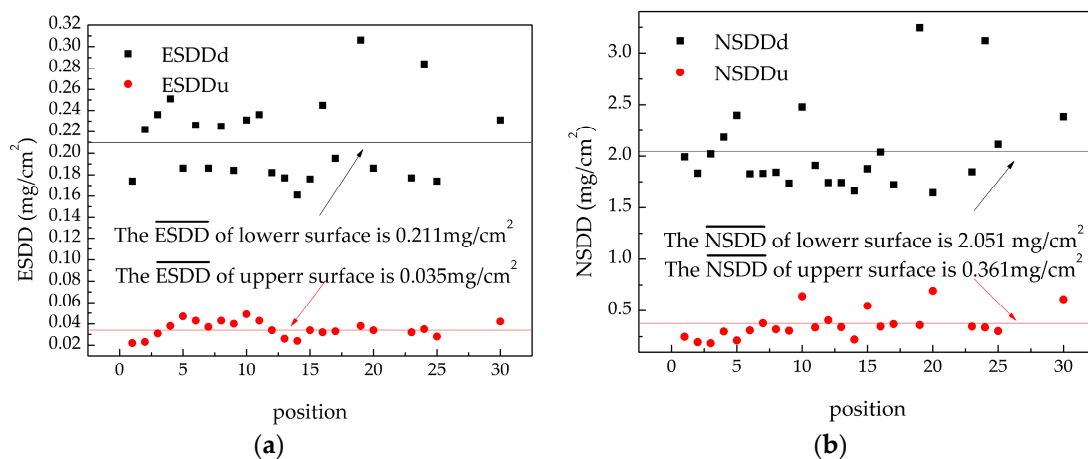 0.32
0.30
0.28
0.26
0.24
0.22
0.20
0.18
0.16
0.14
0.12
0.10
0.08
0.06
0.04
0.02
ESDD (mg/cm²)
ESDDd
ESDDu
The ESDD of lowerr surface is 0.211mg/cm²
The ESDD of upperr surface is 0.035mg/cm²
0 5 10 15 20 25 30
position
(a)
3.0
2.5
2.0
1.5
1.0
0.5
NSDD (mg/cm²)
NSDDd
NSDDu
The NSDD of lowerr surface is 2.051 mg/cm²
The NSDD of upperr surface is 0.361mg/cm²
0 5 10 15 20 25 30
position
(b)